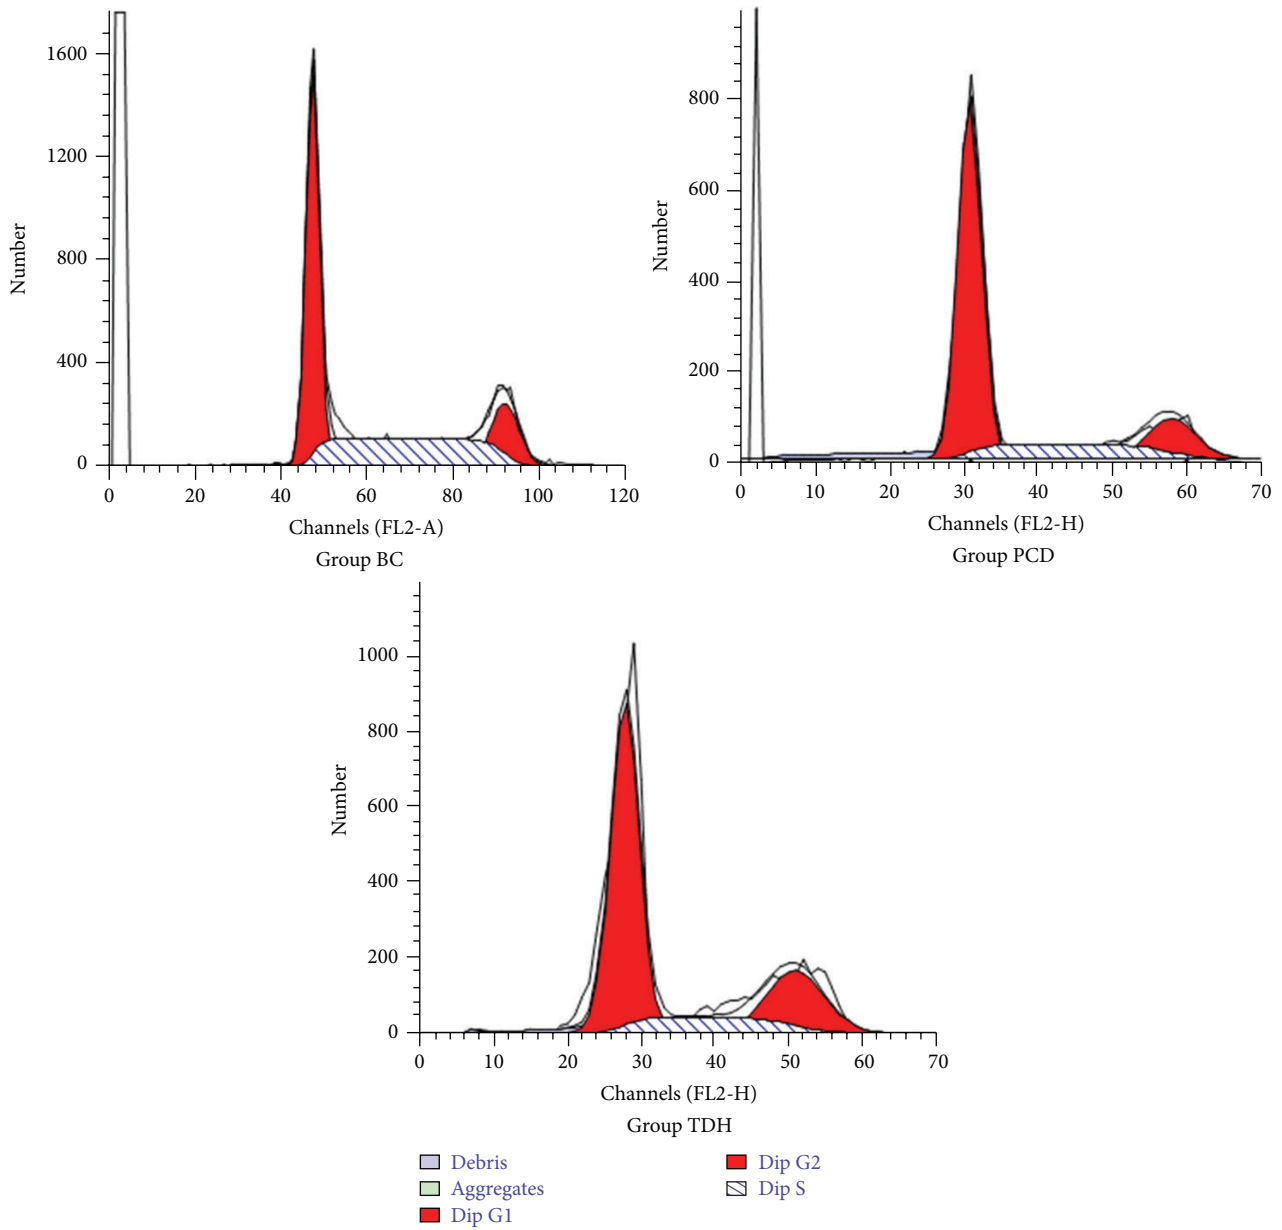 1600
1200
800
400
0
0 20 40 60 80 100 120
Number
Channels (FL2-A)
Group BC
800
600
400
200
0
0 10 20 30 40 50 60 70
Number
Channels (FL2-H)
Group PCD
1000
800
600
400
200
0
0 10 20 30 40 50 60 70
Number
Channels (FL2-H)
Group TDH
Debris
Aggregates
Dip G1
Dip G2
Dip S